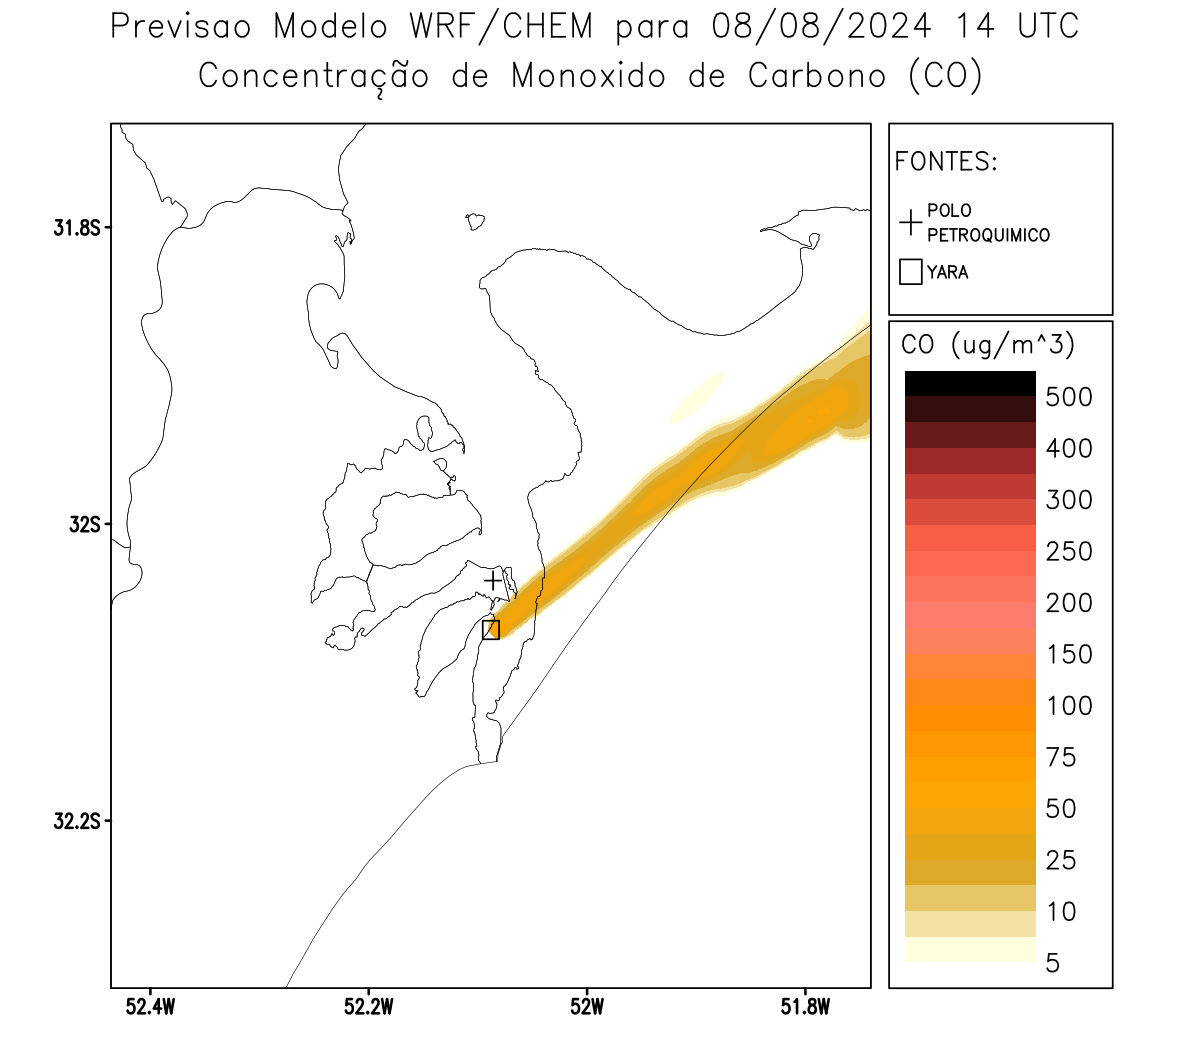 Previsao Modelo WRF/CHEM para 08/08/2024 14 UTC
Concentração de Monoxido de Carbono (CO)
FONTES:
POLO
PETROQUIMICO
YARA
CO (ug/m^3)
500
400
300
250
200
150
100
75
50
25
10
5
31.8S
32S
32.2S
52.4W
52.2W
52W
51.8W